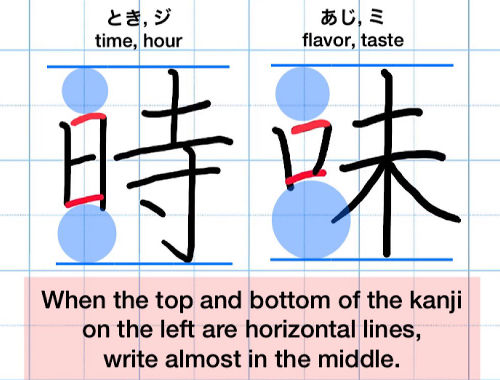 とき, ジ
time, hour
あじ, ミ
flavor, taste
時
味
When the top and bottom of the kanji
on the left are horizontal lines,
write almost in the middle.